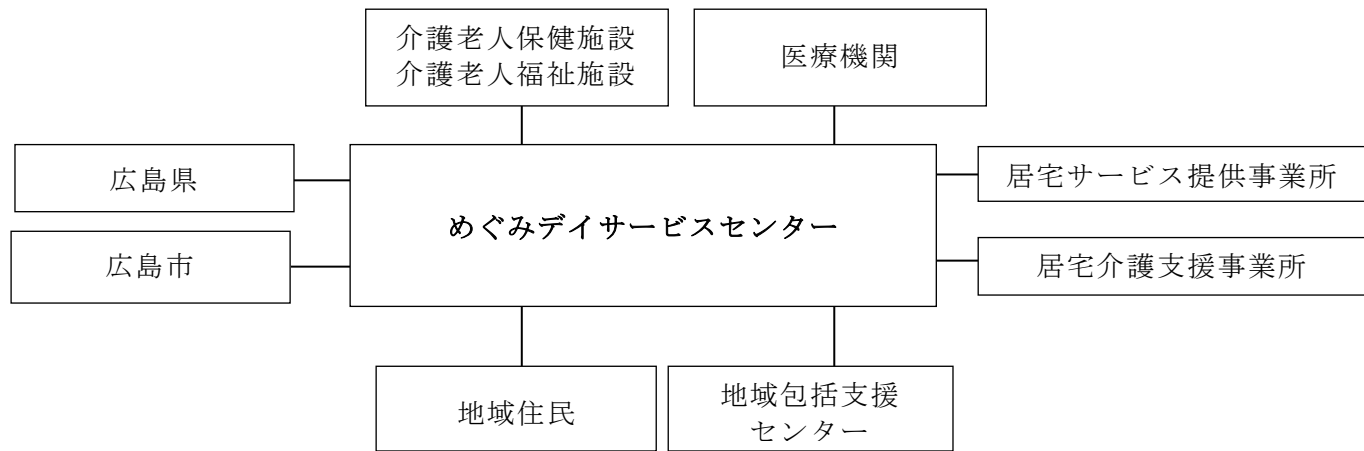 介護老人保健施設
介護老人福祉施設
医療機関
広島県
居宅サービス提供事業所
めぐみデイサービスセンター
広島市
居宅介護支援事業所
地域住民
地域包括支援
センター